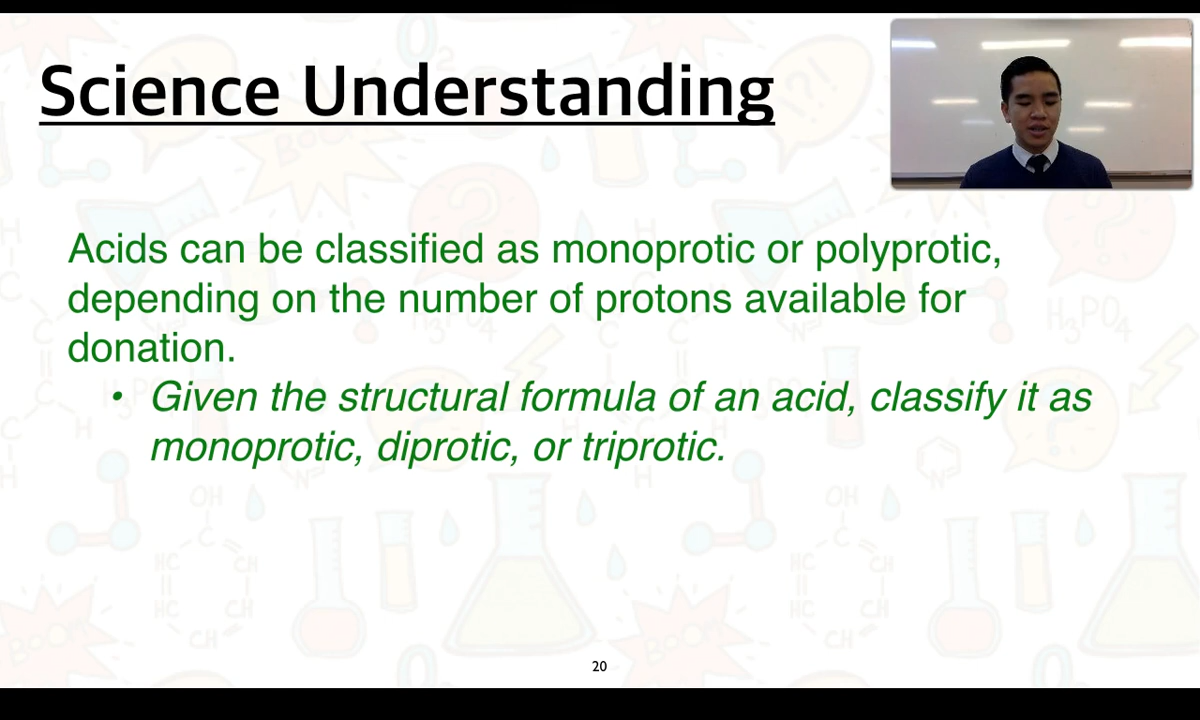 Science Understanding
Acids can be classified as monoprotic or polyprotic,
depending on the number of protons available for
donation.
• Given the structural formula of an acid, classify it as
monoprotic, diprotic, or triprotic.
20